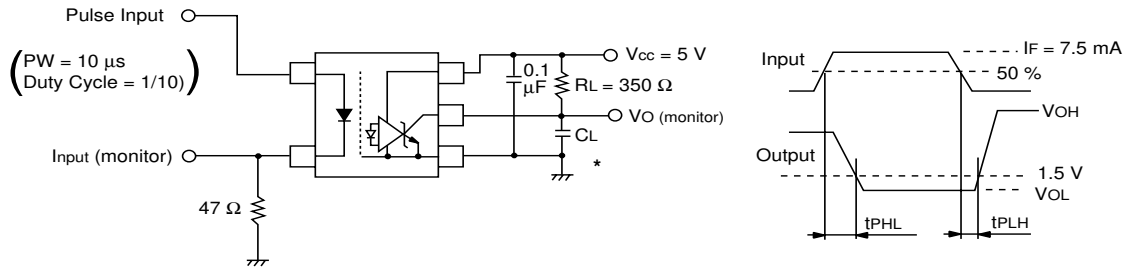 Pulse Input
(PW = 10 μs
Duty Cycle = 1/10)
Input (monitor)
47 Ω
VCC = 5 V
0.1
μF
RL = 350 Ω
VO (monitor)
CL
*
Input
IF = 7.5 mA
50 %
VOH
Output
1.5 V
VOL
tPHL
tPLH